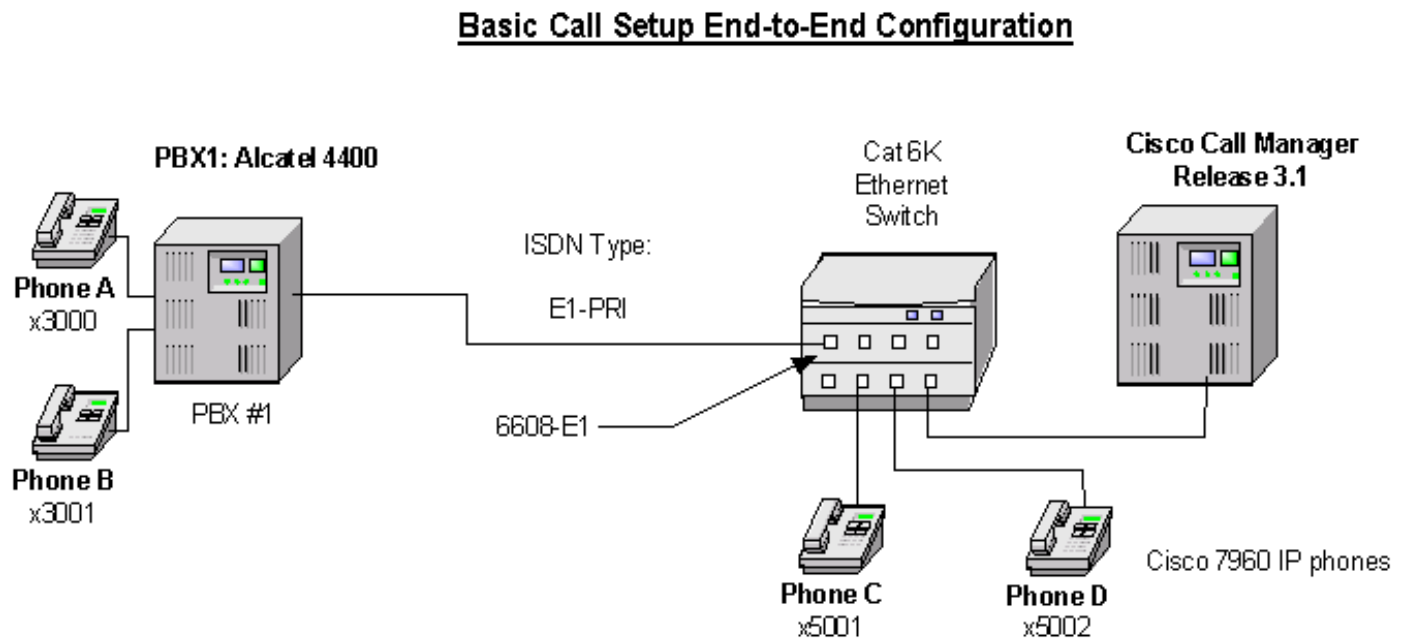 Basic Call Setup End-to-End Configuration
PBX1: Alcatel 4400
Cat 6K
Ethernet
Switch
Cisco Call Manager
Release 3.1
ISDN Type:
E1-PRI
Phone A
x3000
PBX #1
6608-E1
Phone B
x3001
Phone C
x5001
Phone D
x5002
Cisco 7960 IP phones